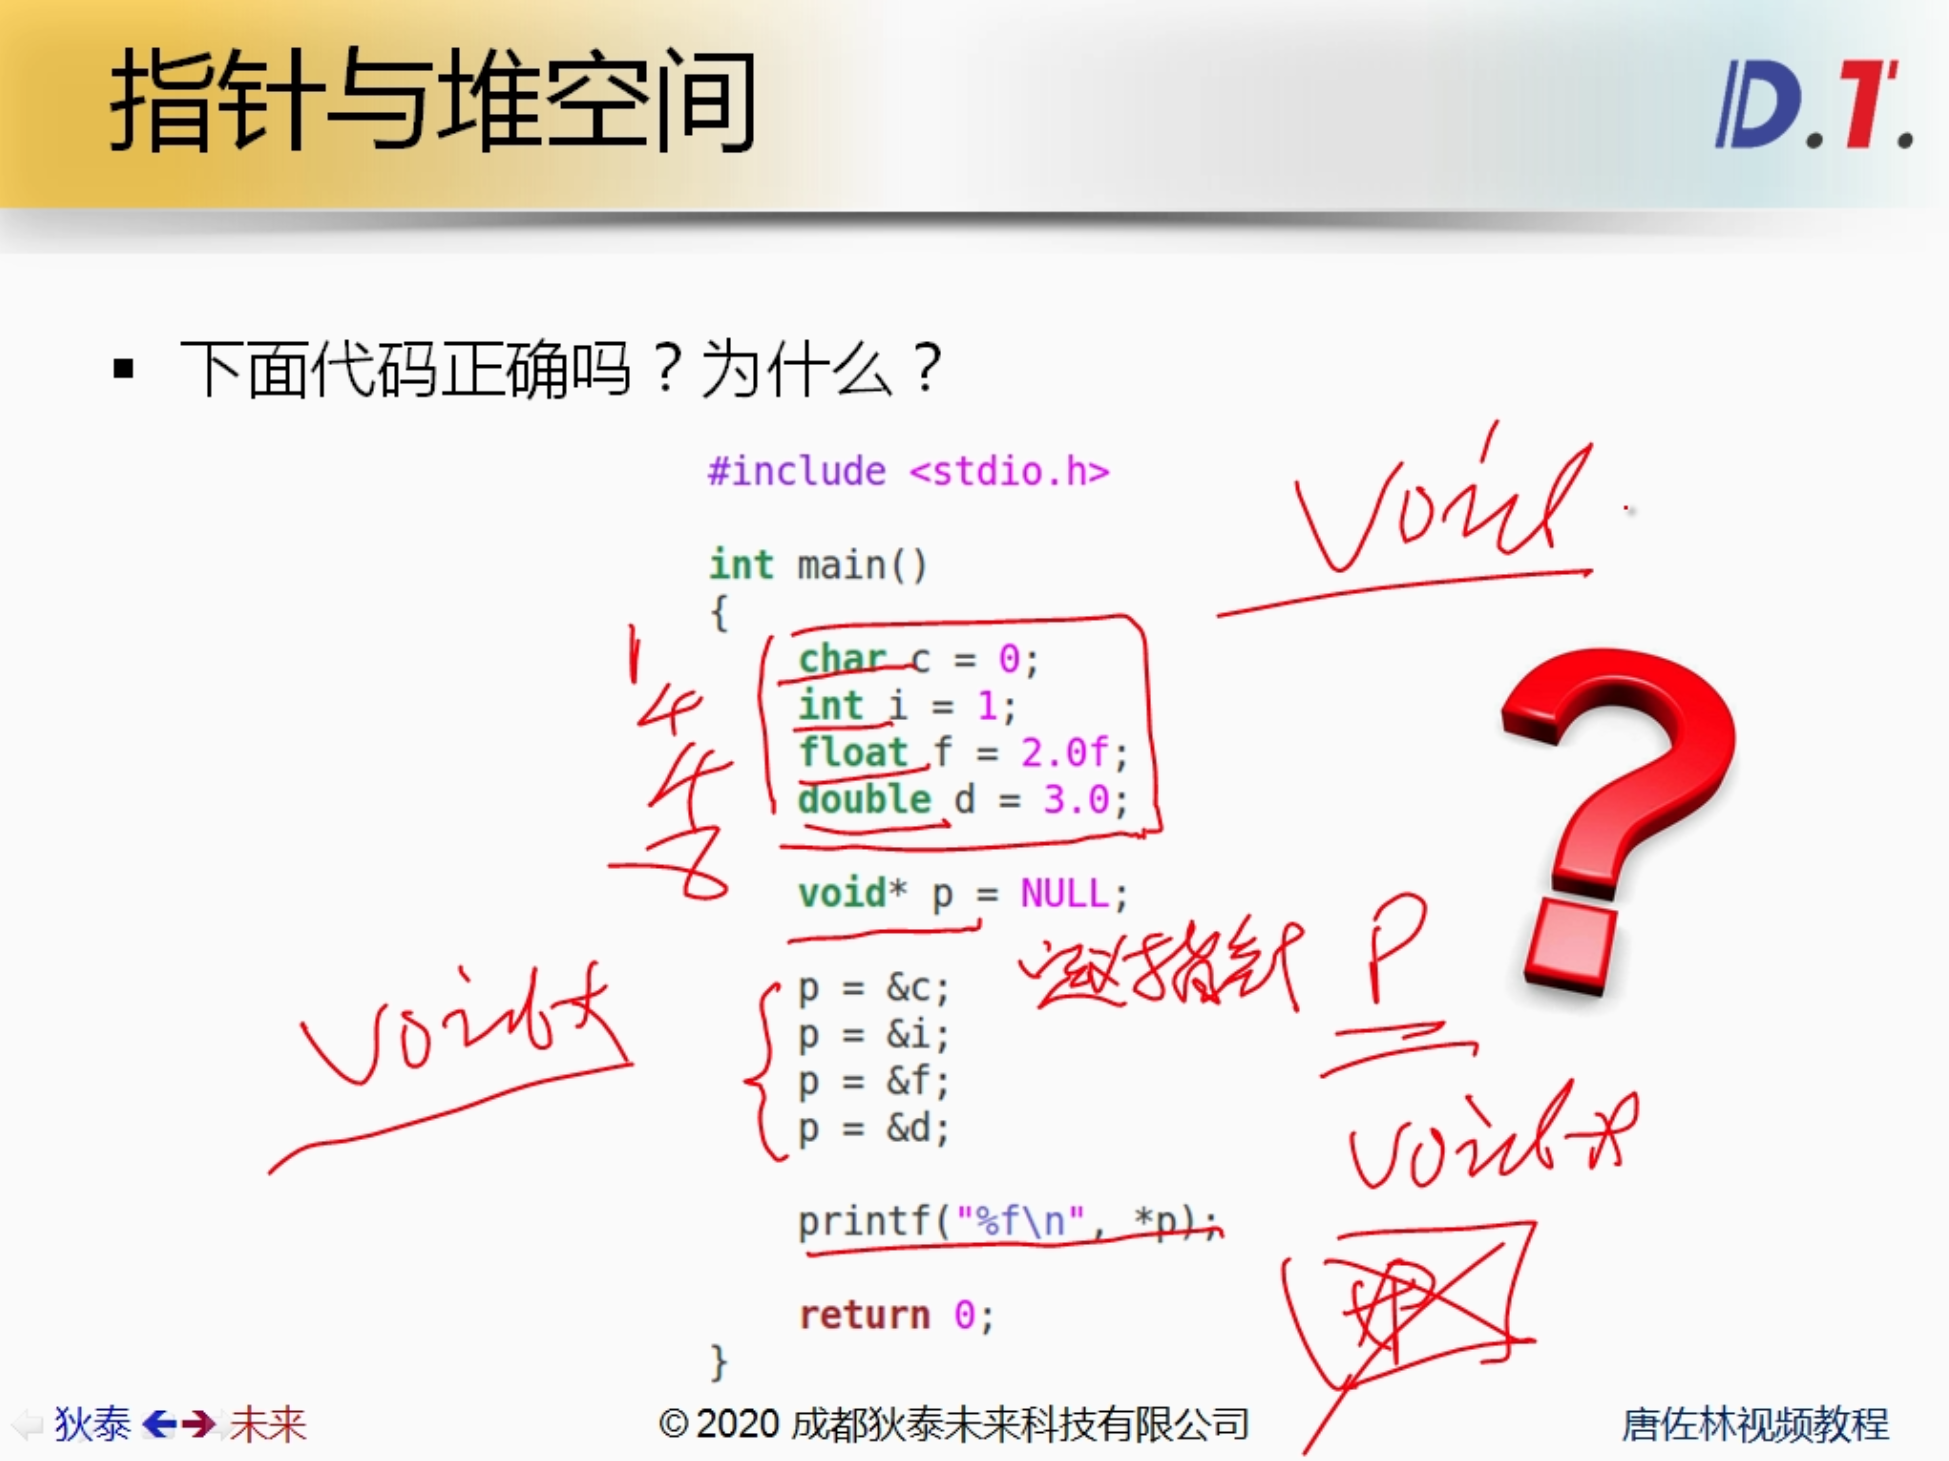 指针与堆空间
D.T.
▪ 下面代码正确吗？为什么？
#include <stdio.h>
void
int main()
{
1
char c = 0;
4
int i = 1;
4
float f = 2.0f;
8
double d = 3.0;
void* p = NULL;
指针 P
void*
p = &c;
p = &i;
p = &f;
p = &d;
void*
printf("%f\n", *p);
*P
return 0;
}
狄泰 未来
© 2020 成都狄泰未来科技有限公司
唐佐林视频教程